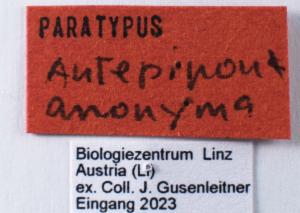 PARATYPUS
Antepipona
anonyma
Biologiezentrum Linz
Austria (Li)
ex. Coll. J. Gusenleitner
Eingang 2023